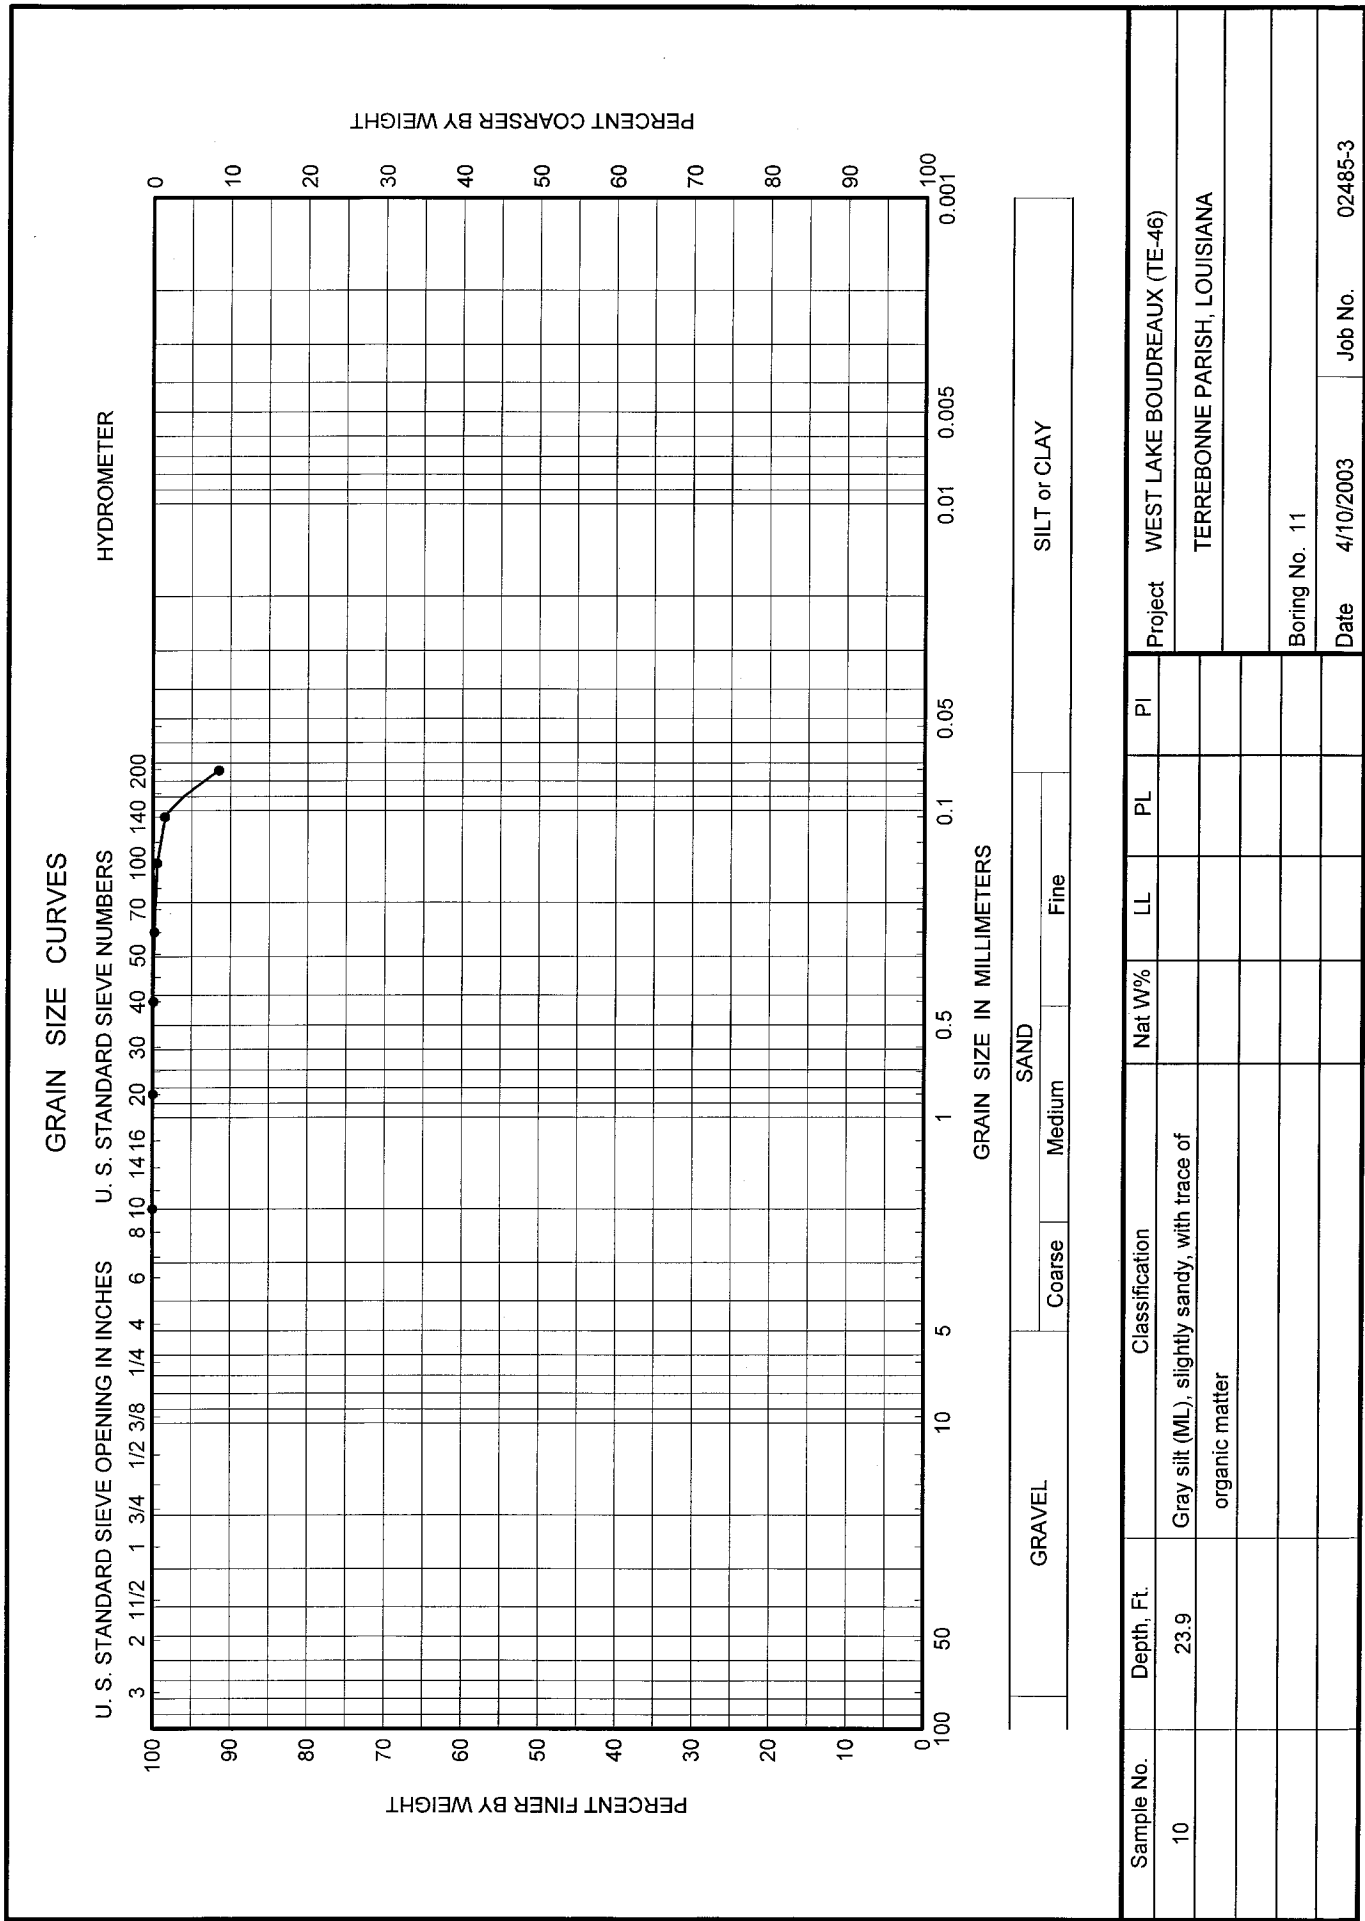 GRAIN SIZE CURVES
U. S. STANDARD SIEVE OPENING IN INCHES U. S. STANDARD SIEVE NUMBERS HYDROMETER
3 2 1 1/2 1 3/4 1/2 3/8 1/4 4 6 8 10 14 16 20 30 40 50 70 100 140 200
PERCENT FINER BY WEIGHT
100
90
80
70
60
50
40
30
20
10
0
PERCENT COARSER BY WEIGHT
0
10
20
30
40
50
60
70
80
90
100
100 50 10 5 1 0.5 0.1 0.05 0.01 0.005 0.001
GRAIN SIZE IN MILLIMETERS
GRAVEL SAND SILT or CLAY
Coarse Medium Fine
Sample No. Depth, Ft. Classification Nat W% LL PL PI
10 23.9 Gray silt (ML), slightly sandy, with trace of
organic matter
Project WEST LAKE BOUDREAUX (TE-46)
TERREBONNE PARISH, LOUISIANA
Boring No. 11
Date 4/10/2003 Job No. 02485-3